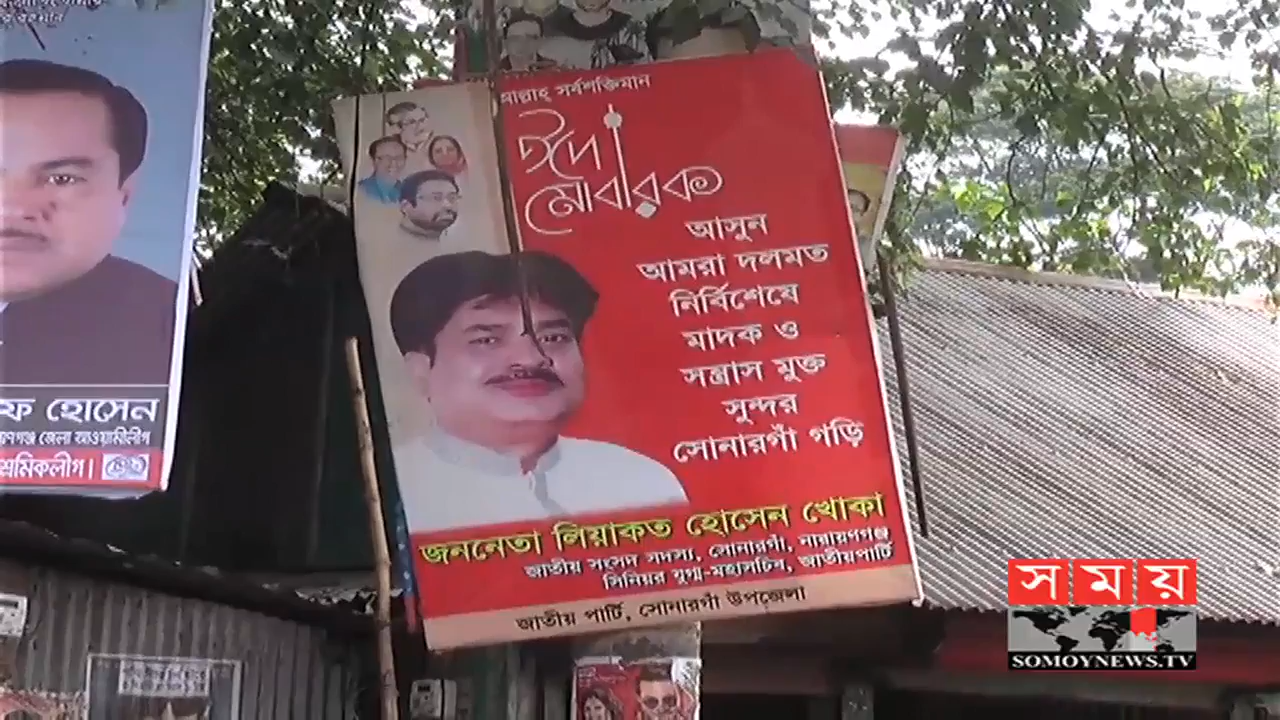 আল্লাহ সর্বশক্তিমান
ঈদ মোবারক
আসুন
আমরা দলমত
নির্বিশেষে
মাদক ও
সন্ত্রাস মুক্ত
সুন্দর
সোনারগাঁ গড়ি
জননেতা লিয়াকত হোসেন খোকা
জাতীয় সংসদ সদস্য, সোনারগাঁ, নারায়ণগঞ্জ
সিনিয়র যুগ্ম-মহাসচিব, জাতীয়পার্টি
জাতীয় পার্টি, সোনারগাঁ উপজেলা
ফ হোসেন
জেলা আওয়ামীলীগ
শ্রমিকলীগ।
সময়
SOMOYNEWS.TV